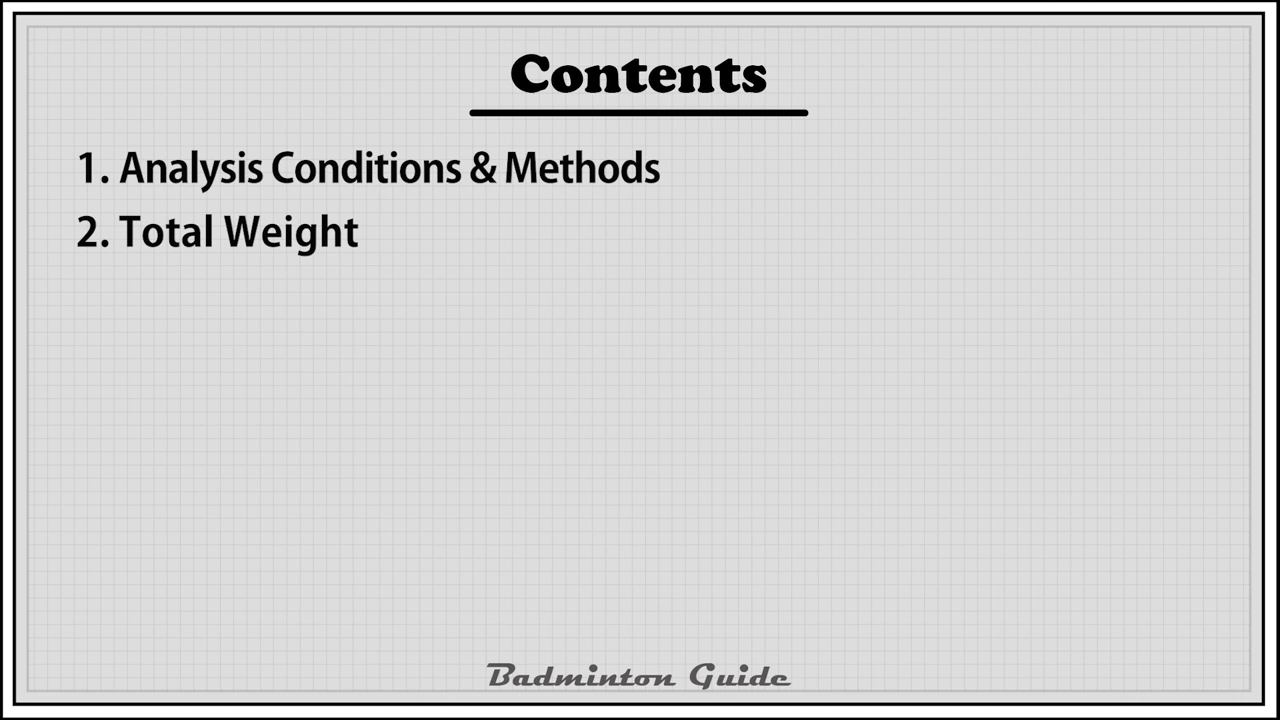 Contents
1. Analysis Conditions & Methods
2. Total Weight
Badminton Guide